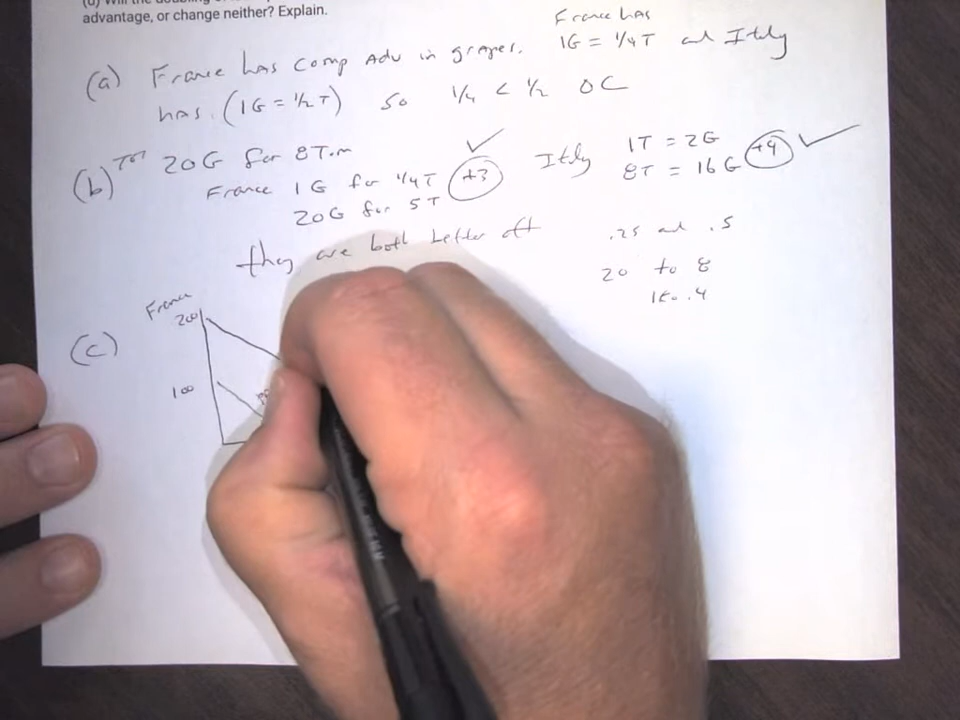 advantage, or change neither? Explain.
(a) France has comp adv in grapes. France has
1G = 1/4T and Italy
has (1G = 1/2T) so 1/4 < 1/2 OC
(b) 20G for 8T
France 1G for 1/4T +3
20G for 5T
Italy 1T = 2G
8T = 16G +4
they are both better off
.25 and .5
20 to 8
1 to .4
(c) France
200
100